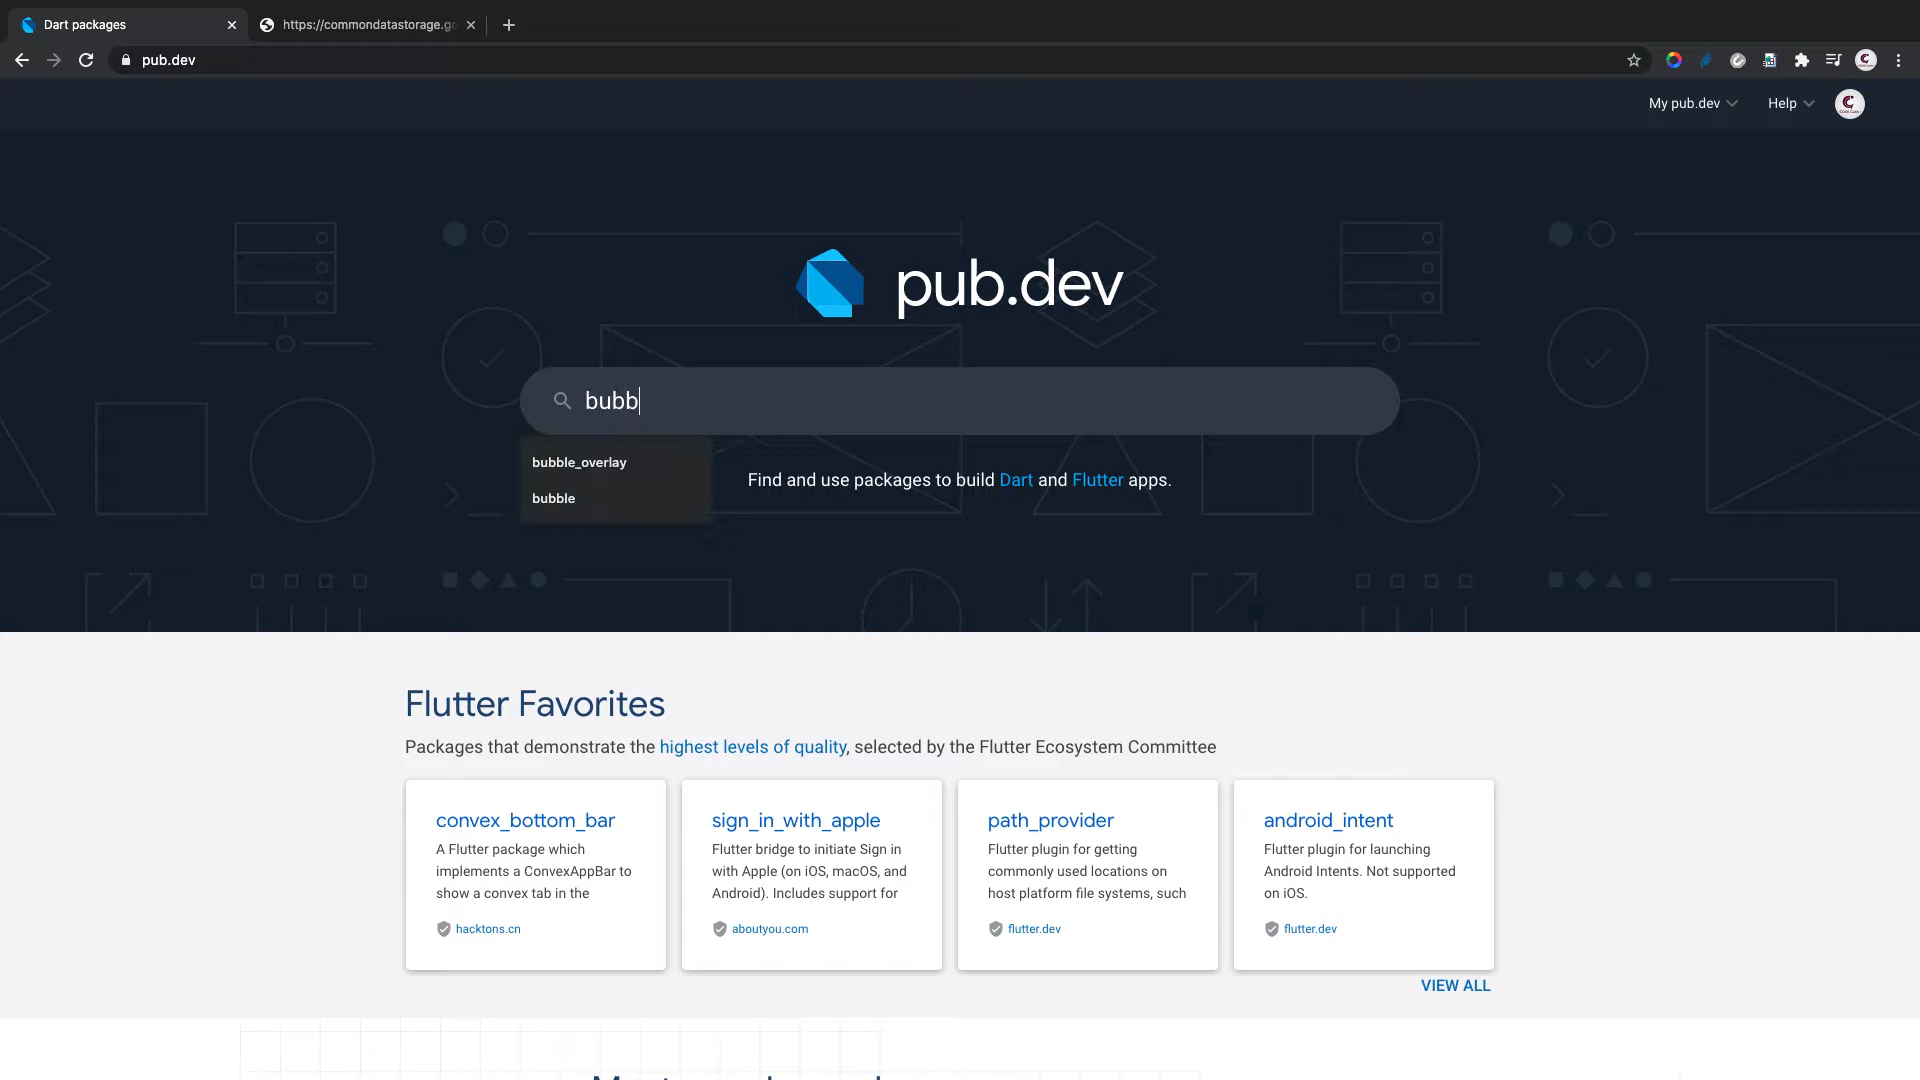 Dart packages
https://commondatastorage.go
pub.dev
My pub.dev
Help
pub.dev
bubb
bubble_overlay
bubble
Find and use packages to build Dart and Flutter apps.
Flutter Favorites
Packages that demonstrate the highest levels of quality, selected by the Flutter Ecosystem Committee
convex_bottom_bar
A Flutter package which
implements a ConvexAppBar to
show a convex tab in the
hacktons.cn
sign_in_with_apple
Flutter bridge to initiate Sign in
with Apple (on iOS, macOS, and
Android). Includes support for
aboutyou.com
path_provider
Flutter plugin for getting
commonly used locations on
host platform file systems, such
flutter.dev
android_intent
Flutter plugin for launching
Android Intents. Not supported
on iOS.
flutter.dev
VIEW ALL